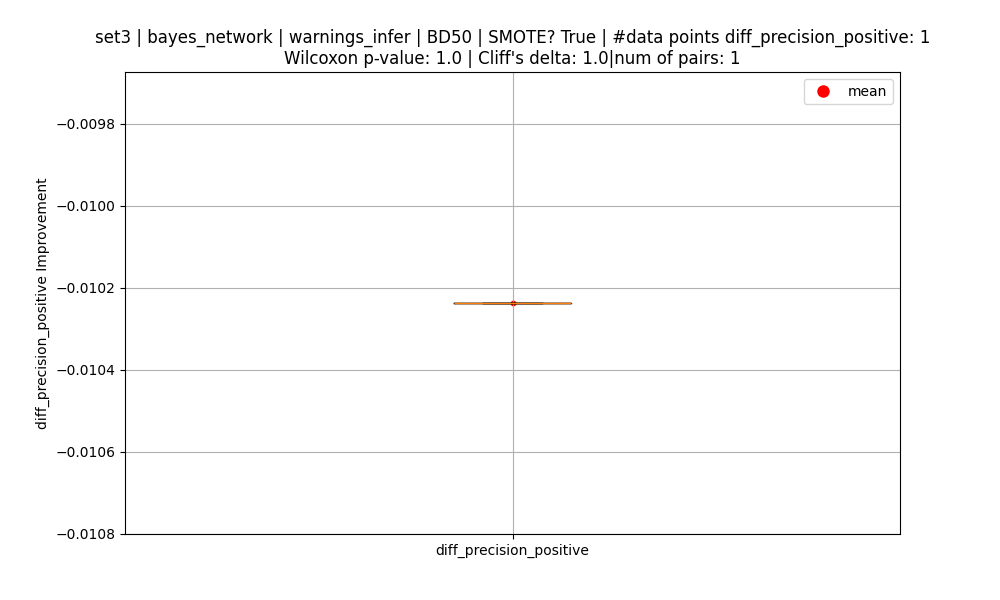 set3 | bayes_network | warnings_infer | BD50 | SMOTE? True | #data points diff_precision_positive: 1
Wilcoxon p-value: 1.0 | Cliff's delta: 1.0|num of pairs: 1
mean
−0.0098
−0.0100
−0.0102
−0.0104
−0.0106
−0.0108
diff_precision_positive Improvement
diff_precision_positive